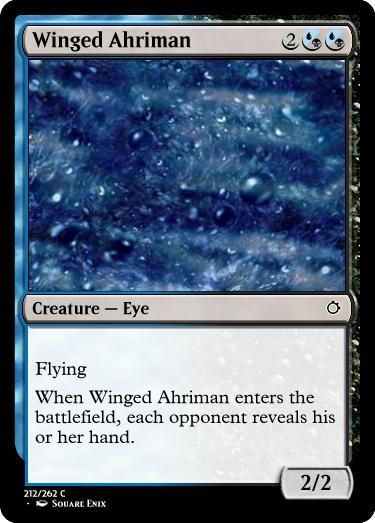 Winged Ahriman 2
Creature — Eye
Flying
When Winged Ahriman enters the
battlefield, each opponent reveals his
or her hand.
2/2
212/262 C
· Square Enix